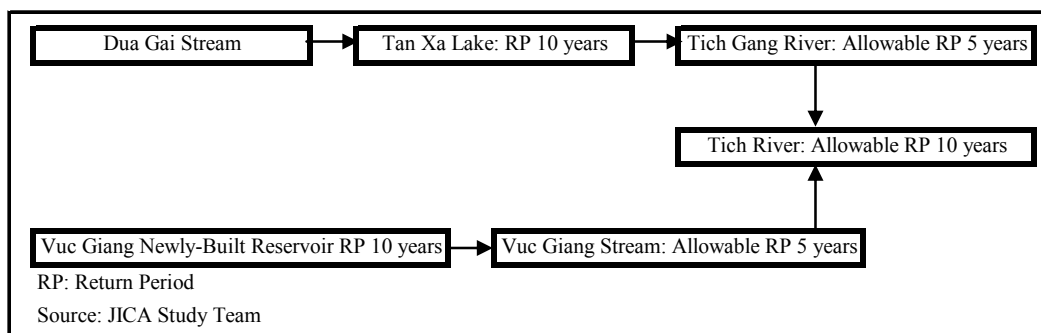 Dua Gai Stream
Tan Xa Lake: RP 10 years
Tich Gang River: Allowable RP 5 years
Tich River: Allowable RP 10 years
Vuc Giang Newly-Built Reservoir RP 10 years
Vuc Giang Stream: Allowable RP 5 years
RP: Return Period
Source: JICA Study Team